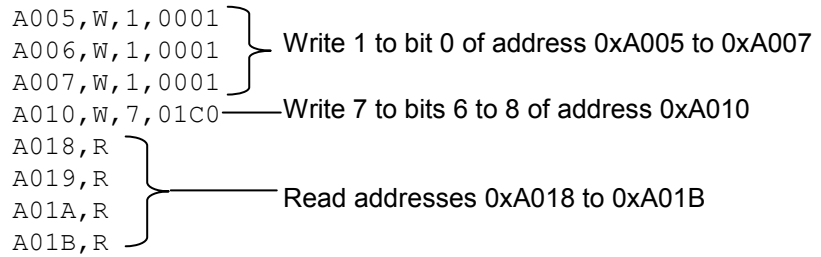 A005,W,1,0001
A006,W,1,0001
A007,W,1,0001
Write 1 to bit 0 of address 0xA005 to 0xA007
A010,W,7,01C0
Write 7 to bits 6 to 8 of address 0xA010
A018,R
A019,R
A01A,R
A01B,R
Read addresses 0xA018 to 0xA01B